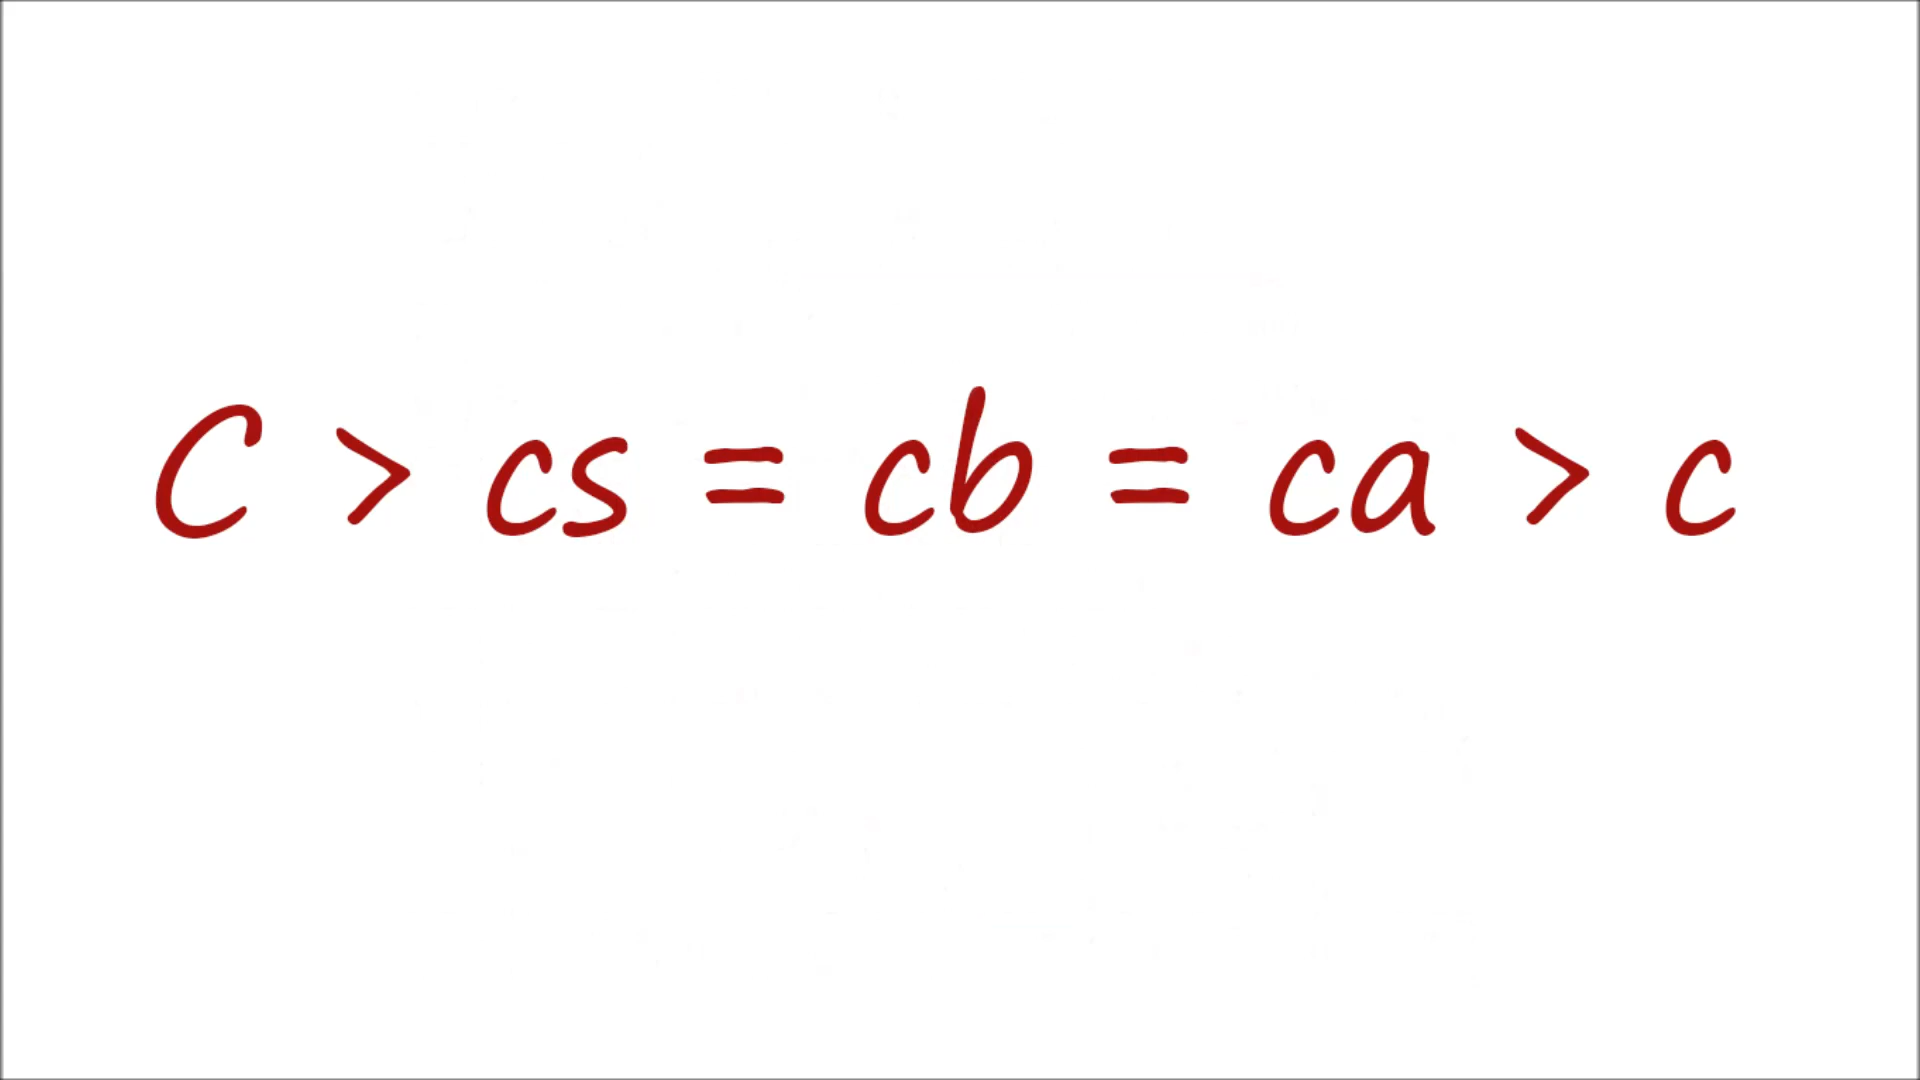 C > cs = cb = ca > c